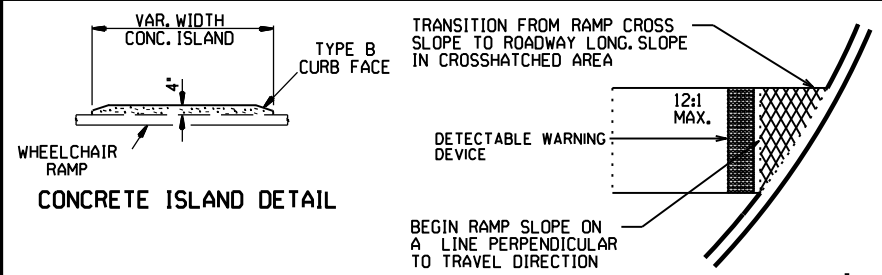 VAR. WIDTH
CONC. ISLAND
TYPE B
CURB FACE
4"
WHEELCHAIR
RAMP
CONCRETE ISLAND DETAIL
TRANSITION FROM RAMP CROSS
SLOPE TO ROADWAY LONG. SLOPE
IN CROSSHATCHED AREA
12:1
MAX.
DETECTABLE WARNING
DEVICE
BEGIN RAMP SLOPE ON
A LINE PERPENDICULAR
TO TRAVEL DIRECTION